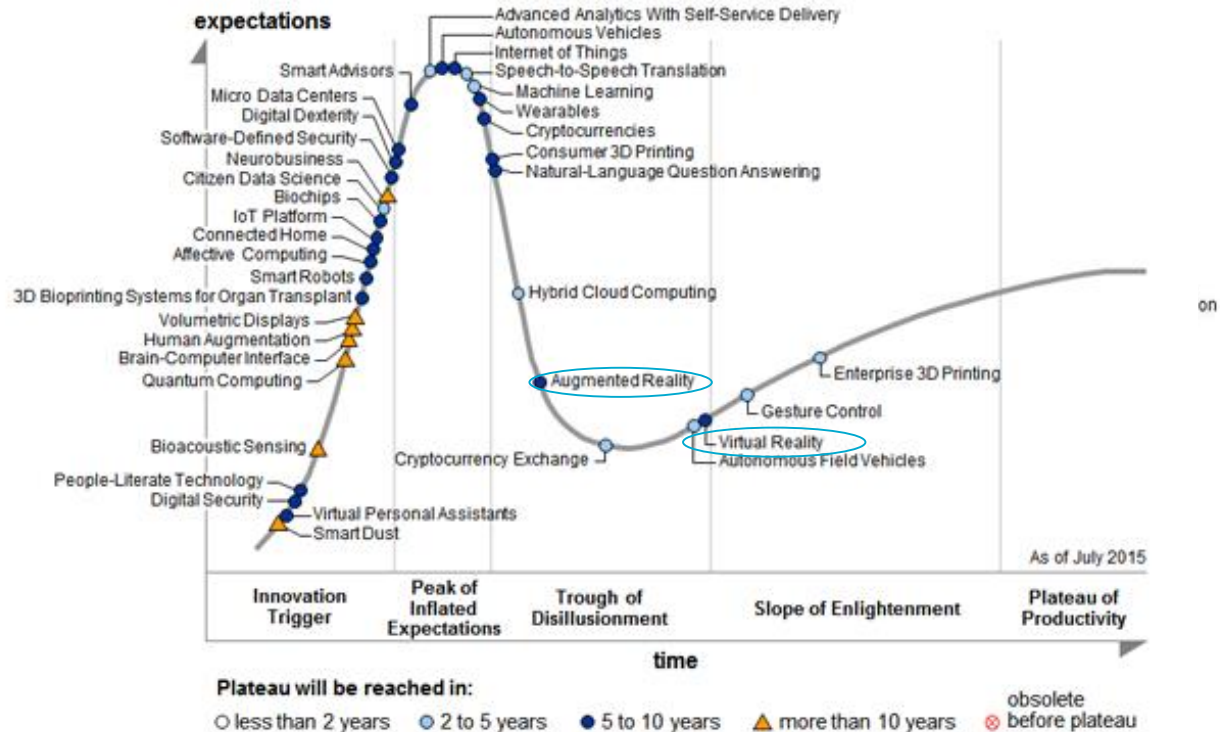 expectations
Advanced Analytics With Self-Service Delivery
Autonomous Vehicles
Internet of Things
Speech-to-Speech Translation
Machine Learning
Wearables
Cryptocurrencies
Consumer 3D Printing
Natural-Language Question Answering
Smart Advisors
Micro Data Centers
Digital Dexterity
Software-Defined Security
Neurobusiness
Citizen Data Science
Biochips
IoT Platform
Connected Home
Affective Computing
Smart Robots
3D Bioprinting Systems for Organ Transplant
Volumetric Displays
Human Augmentation
Brain-Computer Interface
Quantum Computing
Bioacoustic Sensing
People-Literate Technology
Digital Security
Virtual Personal Assistants
Smart Dust
Hybrid Cloud Computing
Augmented Reality
Cryptocurrency Exchange
Enterprise 3D Printing
Gesture Control
Virtual Reality
Autonomous Field Vehicles
on
As of July 2015
Innovation
Trigger
Peak of
Inflated
Expectations
Trough of
Disillusionment
Slope of Enlightenment
Plateau of
Productivity
time
Plateau will be reached in:
less than 2 years
2 to 5 years
5 to 10 years
more than 10 years
obsolete
before plateau